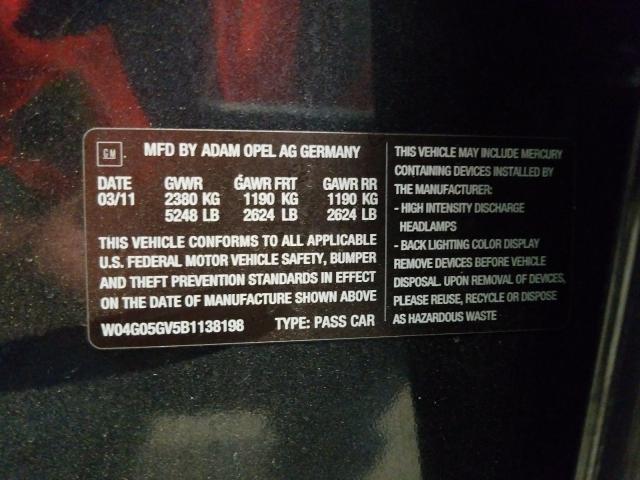 GM
MFD BY ADAM OPEL AG GERMANY
DATE GVWR GAWR FRT GAWR RR
03/11 2380 KG 1190 KG 1190 KG
5248 LB 2624 LB 2624 LB
THIS VEHICLE CONFORMS TO ALL APPLICABLE
U.S. FEDERAL MOTOR VEHICLE SAFETY, BUMPER
AND THEFT PREVENTION STANDARDS IN EFFECT
ON THE DATE OF MANUFACTURE SHOWN ABOVE
W04G05GV5B1138198 TYPE: PASS CAR
THIS VEHICLE MAY INCLUDE MERCURY
CONTAINING DEVICES INSTALLED BY
THE MANUFACTURER:
- HIGH INTENSITY DISCHARGE
HEADLAMPS
- BACK LIGHTING COLOR DISPLAY
REMOVE DEVICES BEFORE VEHICLE
DISPOSAL. UPON REMOVAL OF DEVICES,
PLEASE REUSE, RECYCLE OR DISPOSE
AS HAZARDOUS WASTE